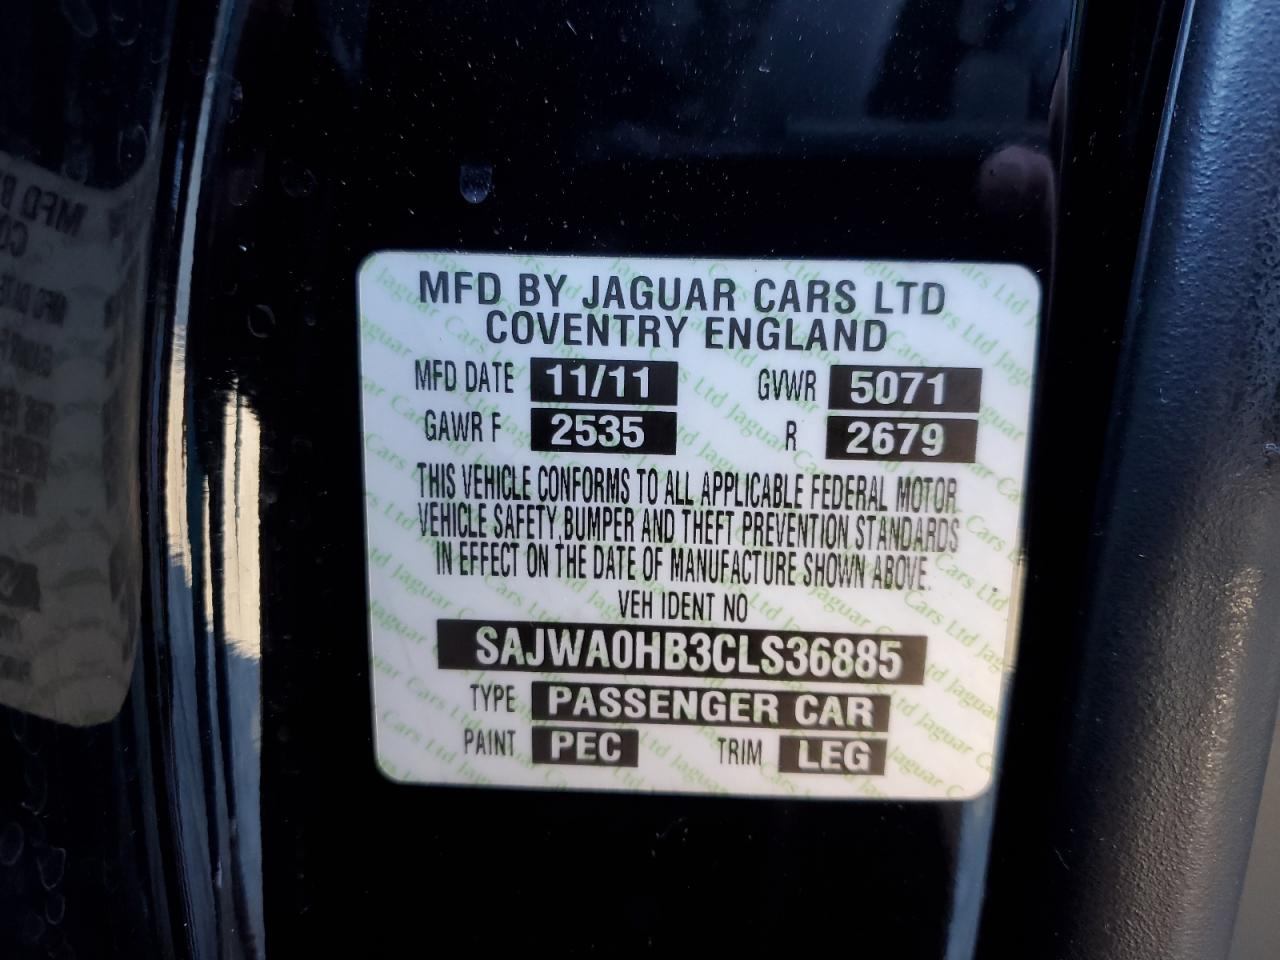 MFD BY JAGUAR CARS LTD
COVENTRY ENGLAND
MFD DATE 11/11 GVWR 5071
GAWR F 2535 R 2679
THIS VEHICLE CONFORMS TO ALL APPLICABLE FEDERAL MOTOR
VEHICLE SAFETY, BUMPER AND THEFT PREVENTION STANDARDS
IN EFFECT ON THE DATE OF MANUFACTURE SHOWN ABOVE.
VEH IDENT NO
SAJWA0HB3CLS36885
TYPE PASSENGER CAR
PAINT PEC TRIM LEG